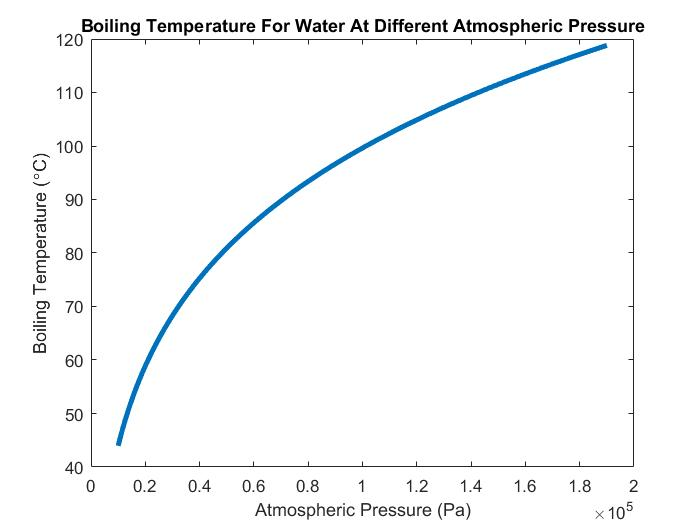 Boiling Temperature For Water At Different Atmospheric Pressure
120
110
100
90
80
70
60
50
40
Boiling Temperature (°C)
0 0.2 0.4 0.6 0.8 1 1.2 1.4 1.6 1.8 2
Atmospheric Pressure (Pa)
×10⁵